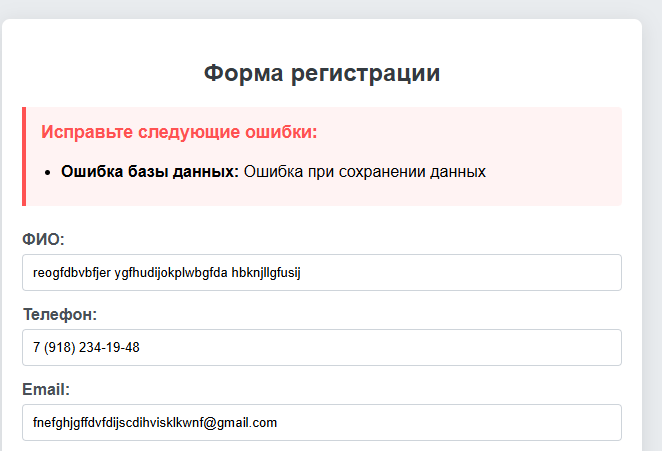 Форма регистрации
Исправьте следующие ошибки:
Ошибка базы данных: Ошибка при сохранении данных
ФИО:
reogfdbvbfjer ygfhudijokplwbgfda hbknjllgfusij
Телефон:
7 (918) 234-19-48
Email:
fnefghjgffdvfdijscdihvisklkwnf@gmail.com